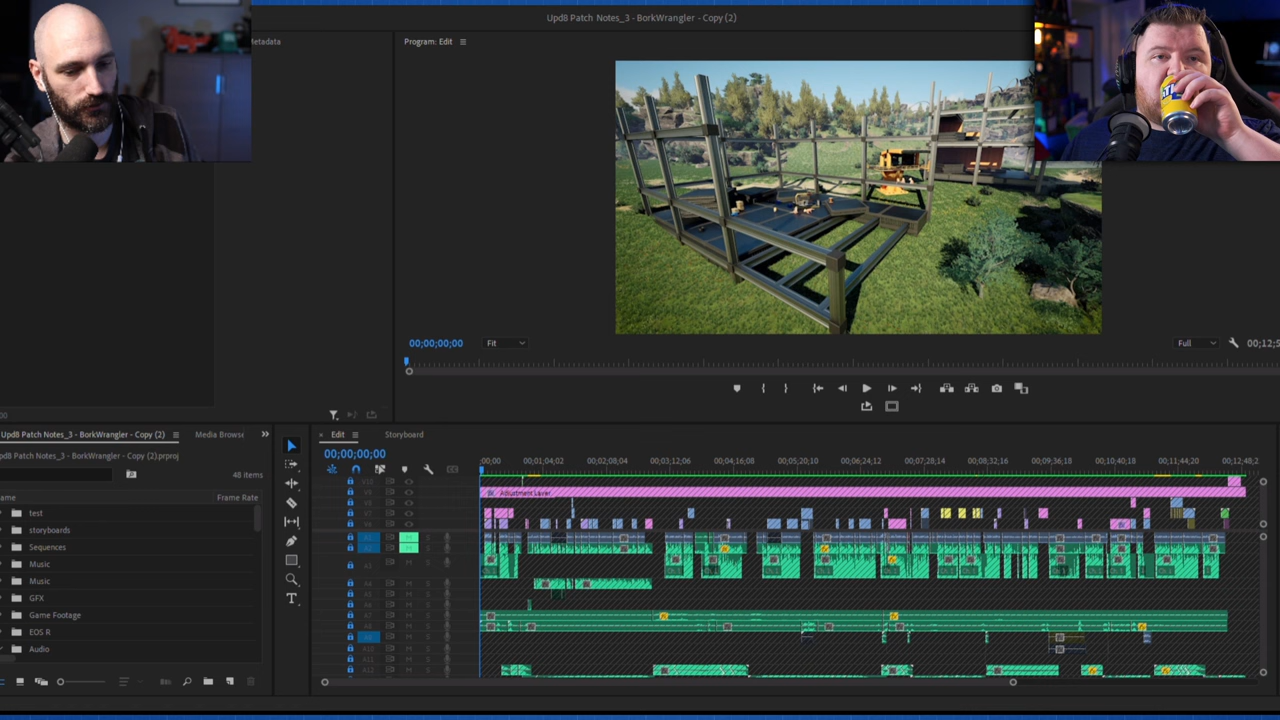 Upd8 Patch Notes_3 - BorkWrangler - Copy (2)
Metadata
Program: Edit
00;00;00;00
Fit
Full
00;12;5
00
Upd8 Patch Notes_3 - BorkWrangler - Copy (2)
Media Browse
Edit
Storyboard
pd8 Patch Notes_3 - BorkWrangler - Copy (2).prproj
48 items
ame
Frame Rate
test
storyboards
Sequences
Music
Music
GFX
Game Footage
EOS R
Audio
00;00;00;00
;00;00
00;01;04;02
00;02;08;04
00;03;12;06
00;04;16;08
00;05;20;10
00;06;24;12
00;07;28;14
00;08;32;16
00;09;36;18
00;10;40;18
00;11;44;20
00;12;48;2
Adjustment Layer